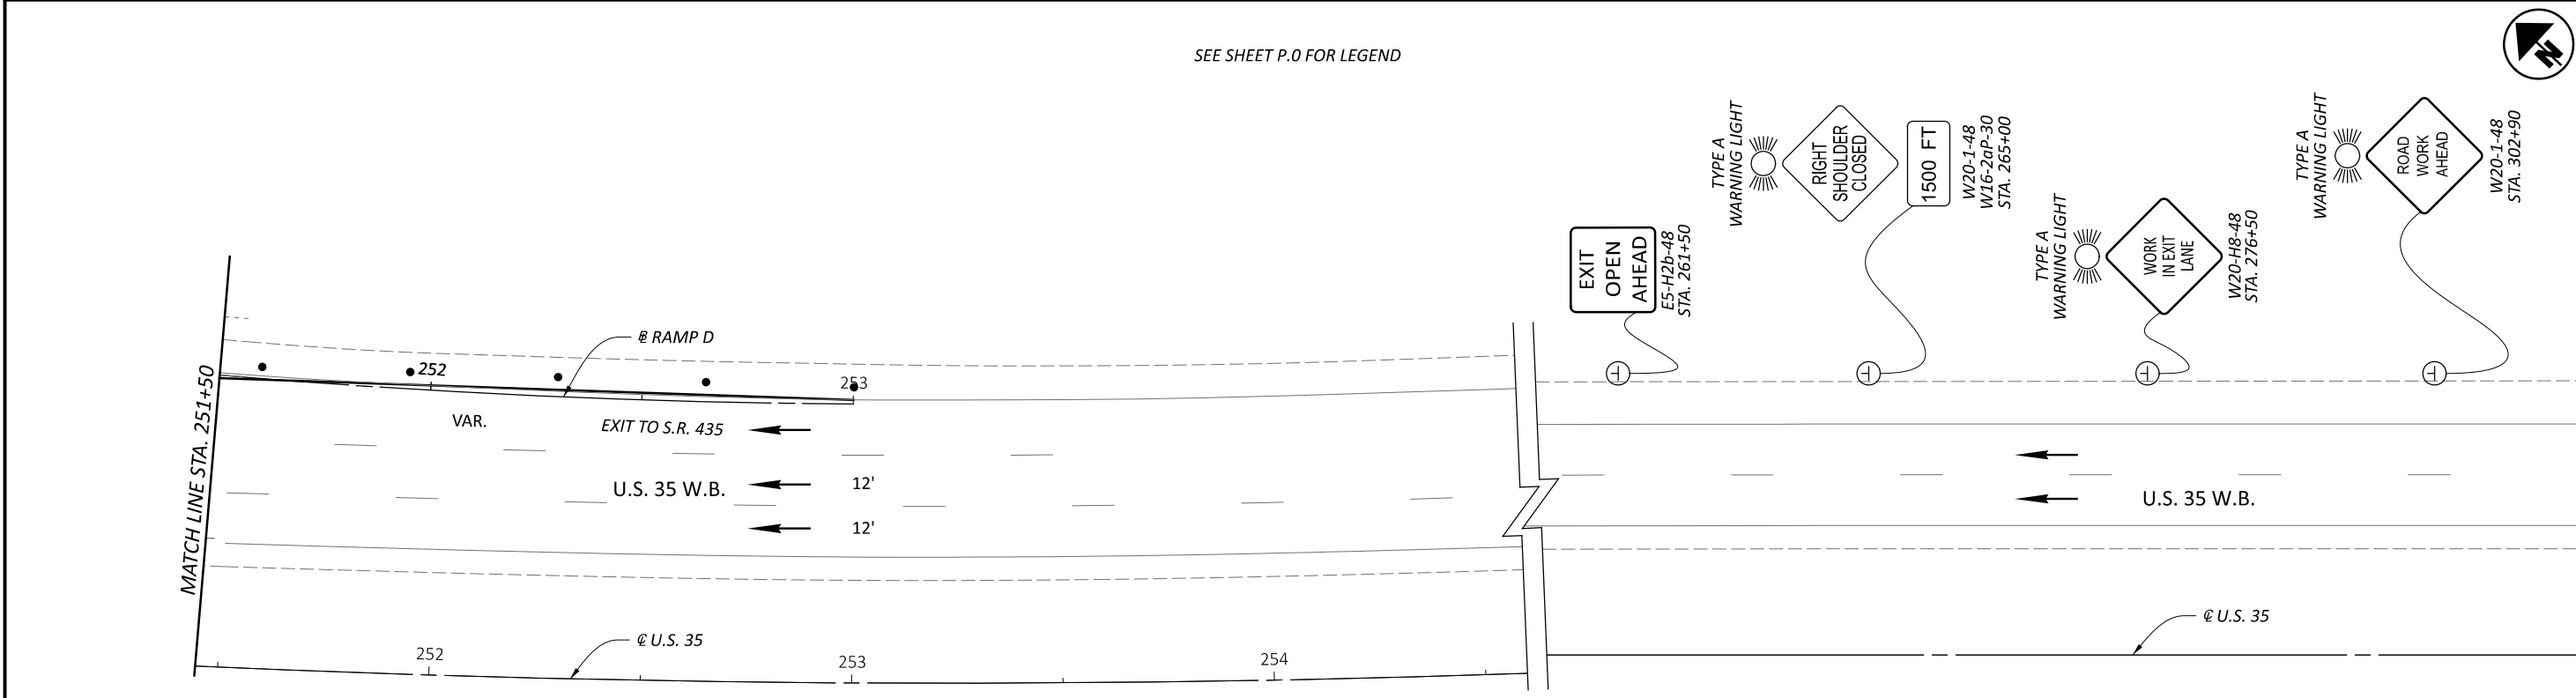 SEE SHEET P.0 FOR LEGEND
N
TYPE A
WARNING LIGHT
RIGHT
SHOULDER
CLOSED
1500 FT
W20-1-48
W16-2aP-30
STA. 265+00
TYPE A
WARNING LIGHT
ROAD
WORK
AHEAD
W20-1-48
STA. 302+90
EXIT
OPEN
AHEAD
E5-H2b-48
STA. 261+50
TYPE A
WARNING LIGHT
WORK
IN EXIT
LANE
W20-H8-48
STA. 276+50
MATCH LINE STA. 251+50
℄ RAMP D
252
253
VAR.
EXIT TO S.R. 435
U.S. 35 W.B.
12'
12'
U.S. 35 W.B.
℄ U.S. 35
℄ U.S. 35
252
253
254